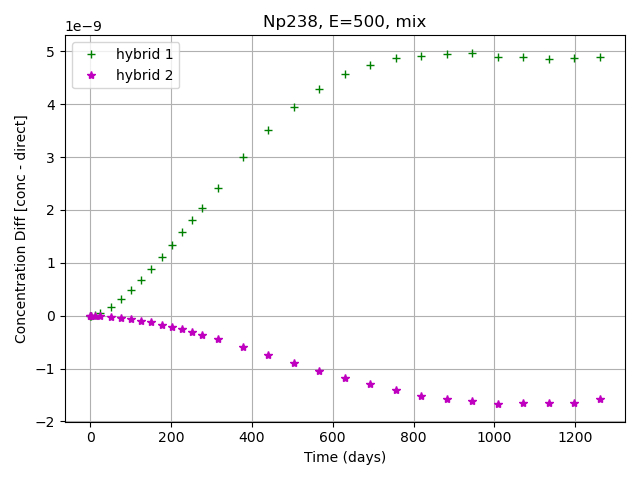 Np238, E=500, mix
1e−9
hybrid 1
hybrid 2
Concentration Diff [conc - direct]
5
4
3
2
1
0
−1
−2
0 200 400 600 800 1000 1200
Time (days)